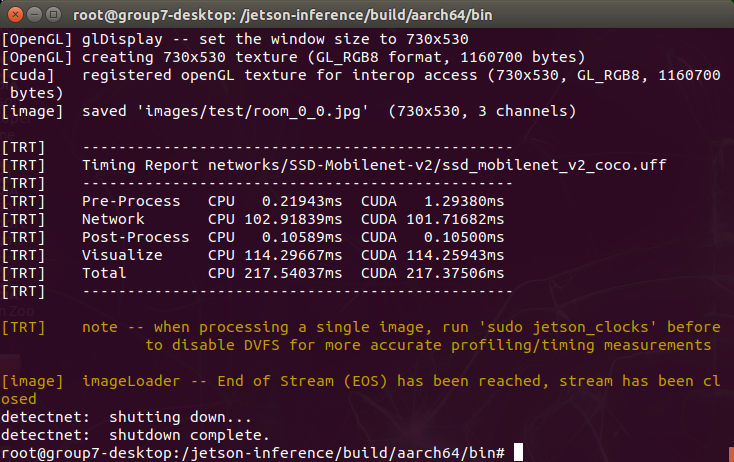 root@group7-desktop: /jetson-inference/build/aarch64/bin
[OpenGL] glDisplay -- set the window size to 730x530
[OpenGL] creating 730x530 texture (GL_RGB8 format, 1160700 bytes)
[cuda]   registered openGL texture for interop access (730x530, GL_RGB8, 1160700
 bytes)
[image]  saved 'images/test/room_0_0.jpg'  (730x530, 3 channels)
[TRT]    ------------------------------------------------
[TRT]    Timing Report networks/SSD-Mobilenet-v2/ssd_mobilenet_v2_coco.uff
[TRT]    ------------------------------------------------
[TRT]    Pre-Process   CPU   0.21943ms  CUDA   1.29380ms
[TRT]    Network       CPU 102.91839ms  CUDA 101.71682ms
[TRT]    Post-Process  CPU   0.10589ms  CUDA   0.10500ms
[TRT]    Visualize     CPU 114.29667ms  CUDA 114.25943ms
[TRT]    Total         CPU 217.54037ms  CUDA 217.37506ms
[TRT]    ------------------------------------------------
[TRT]    note -- when processing a single image, run 'sudo jetson_clocks' before
                to disable DVFS for more accurate profiling/timing measurements
[image]  imageLoader -- End of Stream (EOS) has been reached, stream has been cl
osed
detectnet:  shutting down...
detectnet:  shutdown complete.
root@group7-desktop:/jetson-inference/build/aarch64/bin#